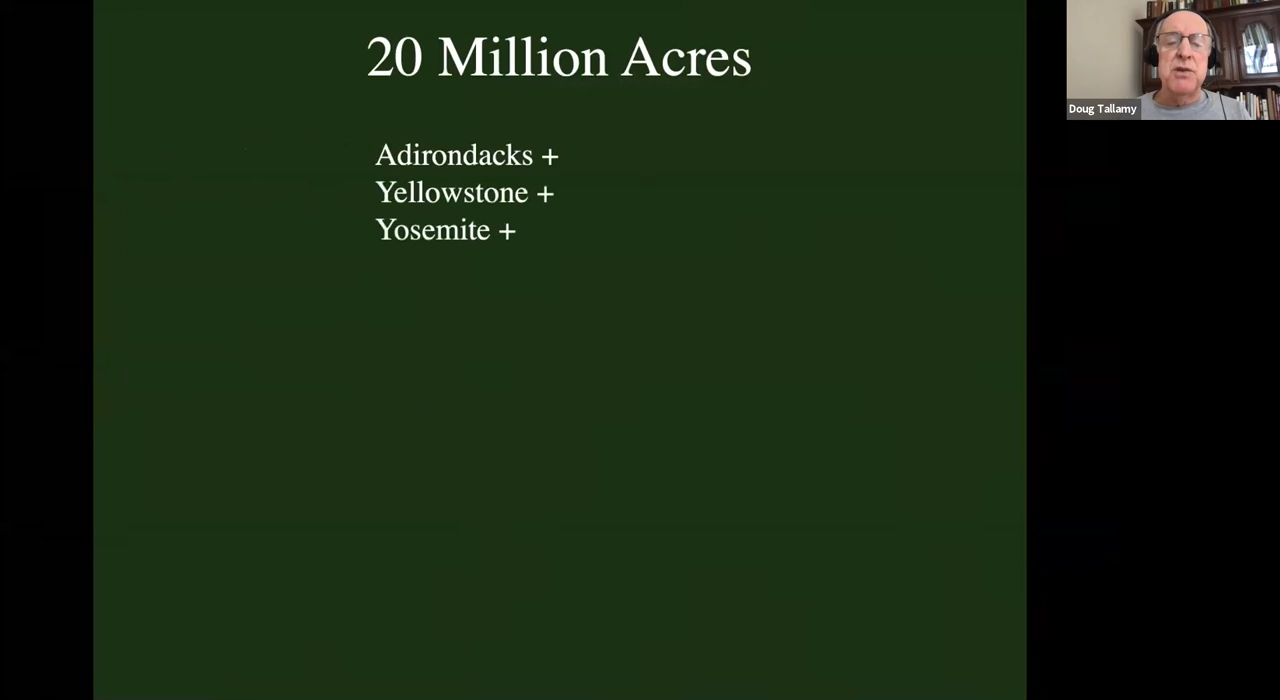 20 Million Acres
Adirondacks +
Yellowstone +
Yosemite +
Doug Tallamy